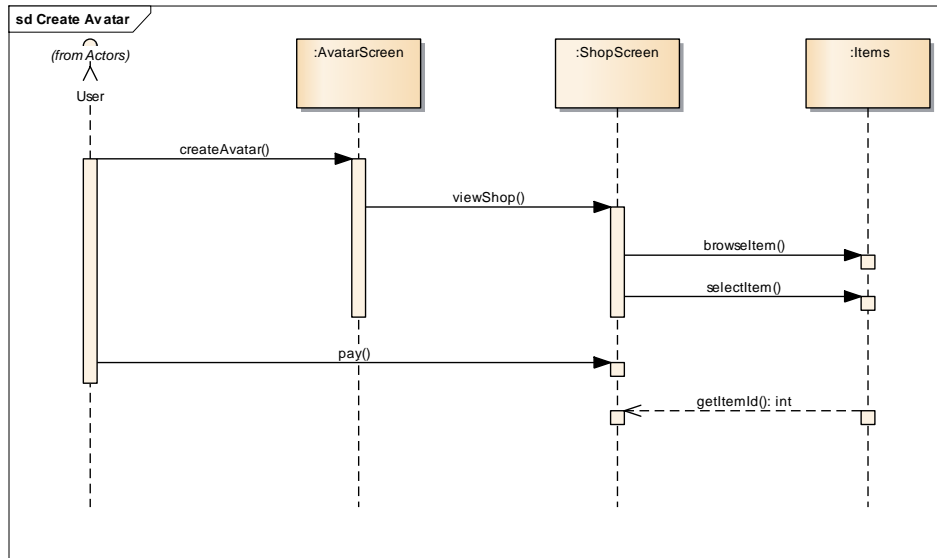 sd Create Avatar
(from Actors)
User
:AvatarScreen
:ShopScreen
:Items
createAvatar()
viewShop()
browseItem()
selectItem()
pay()
getItemId(): int